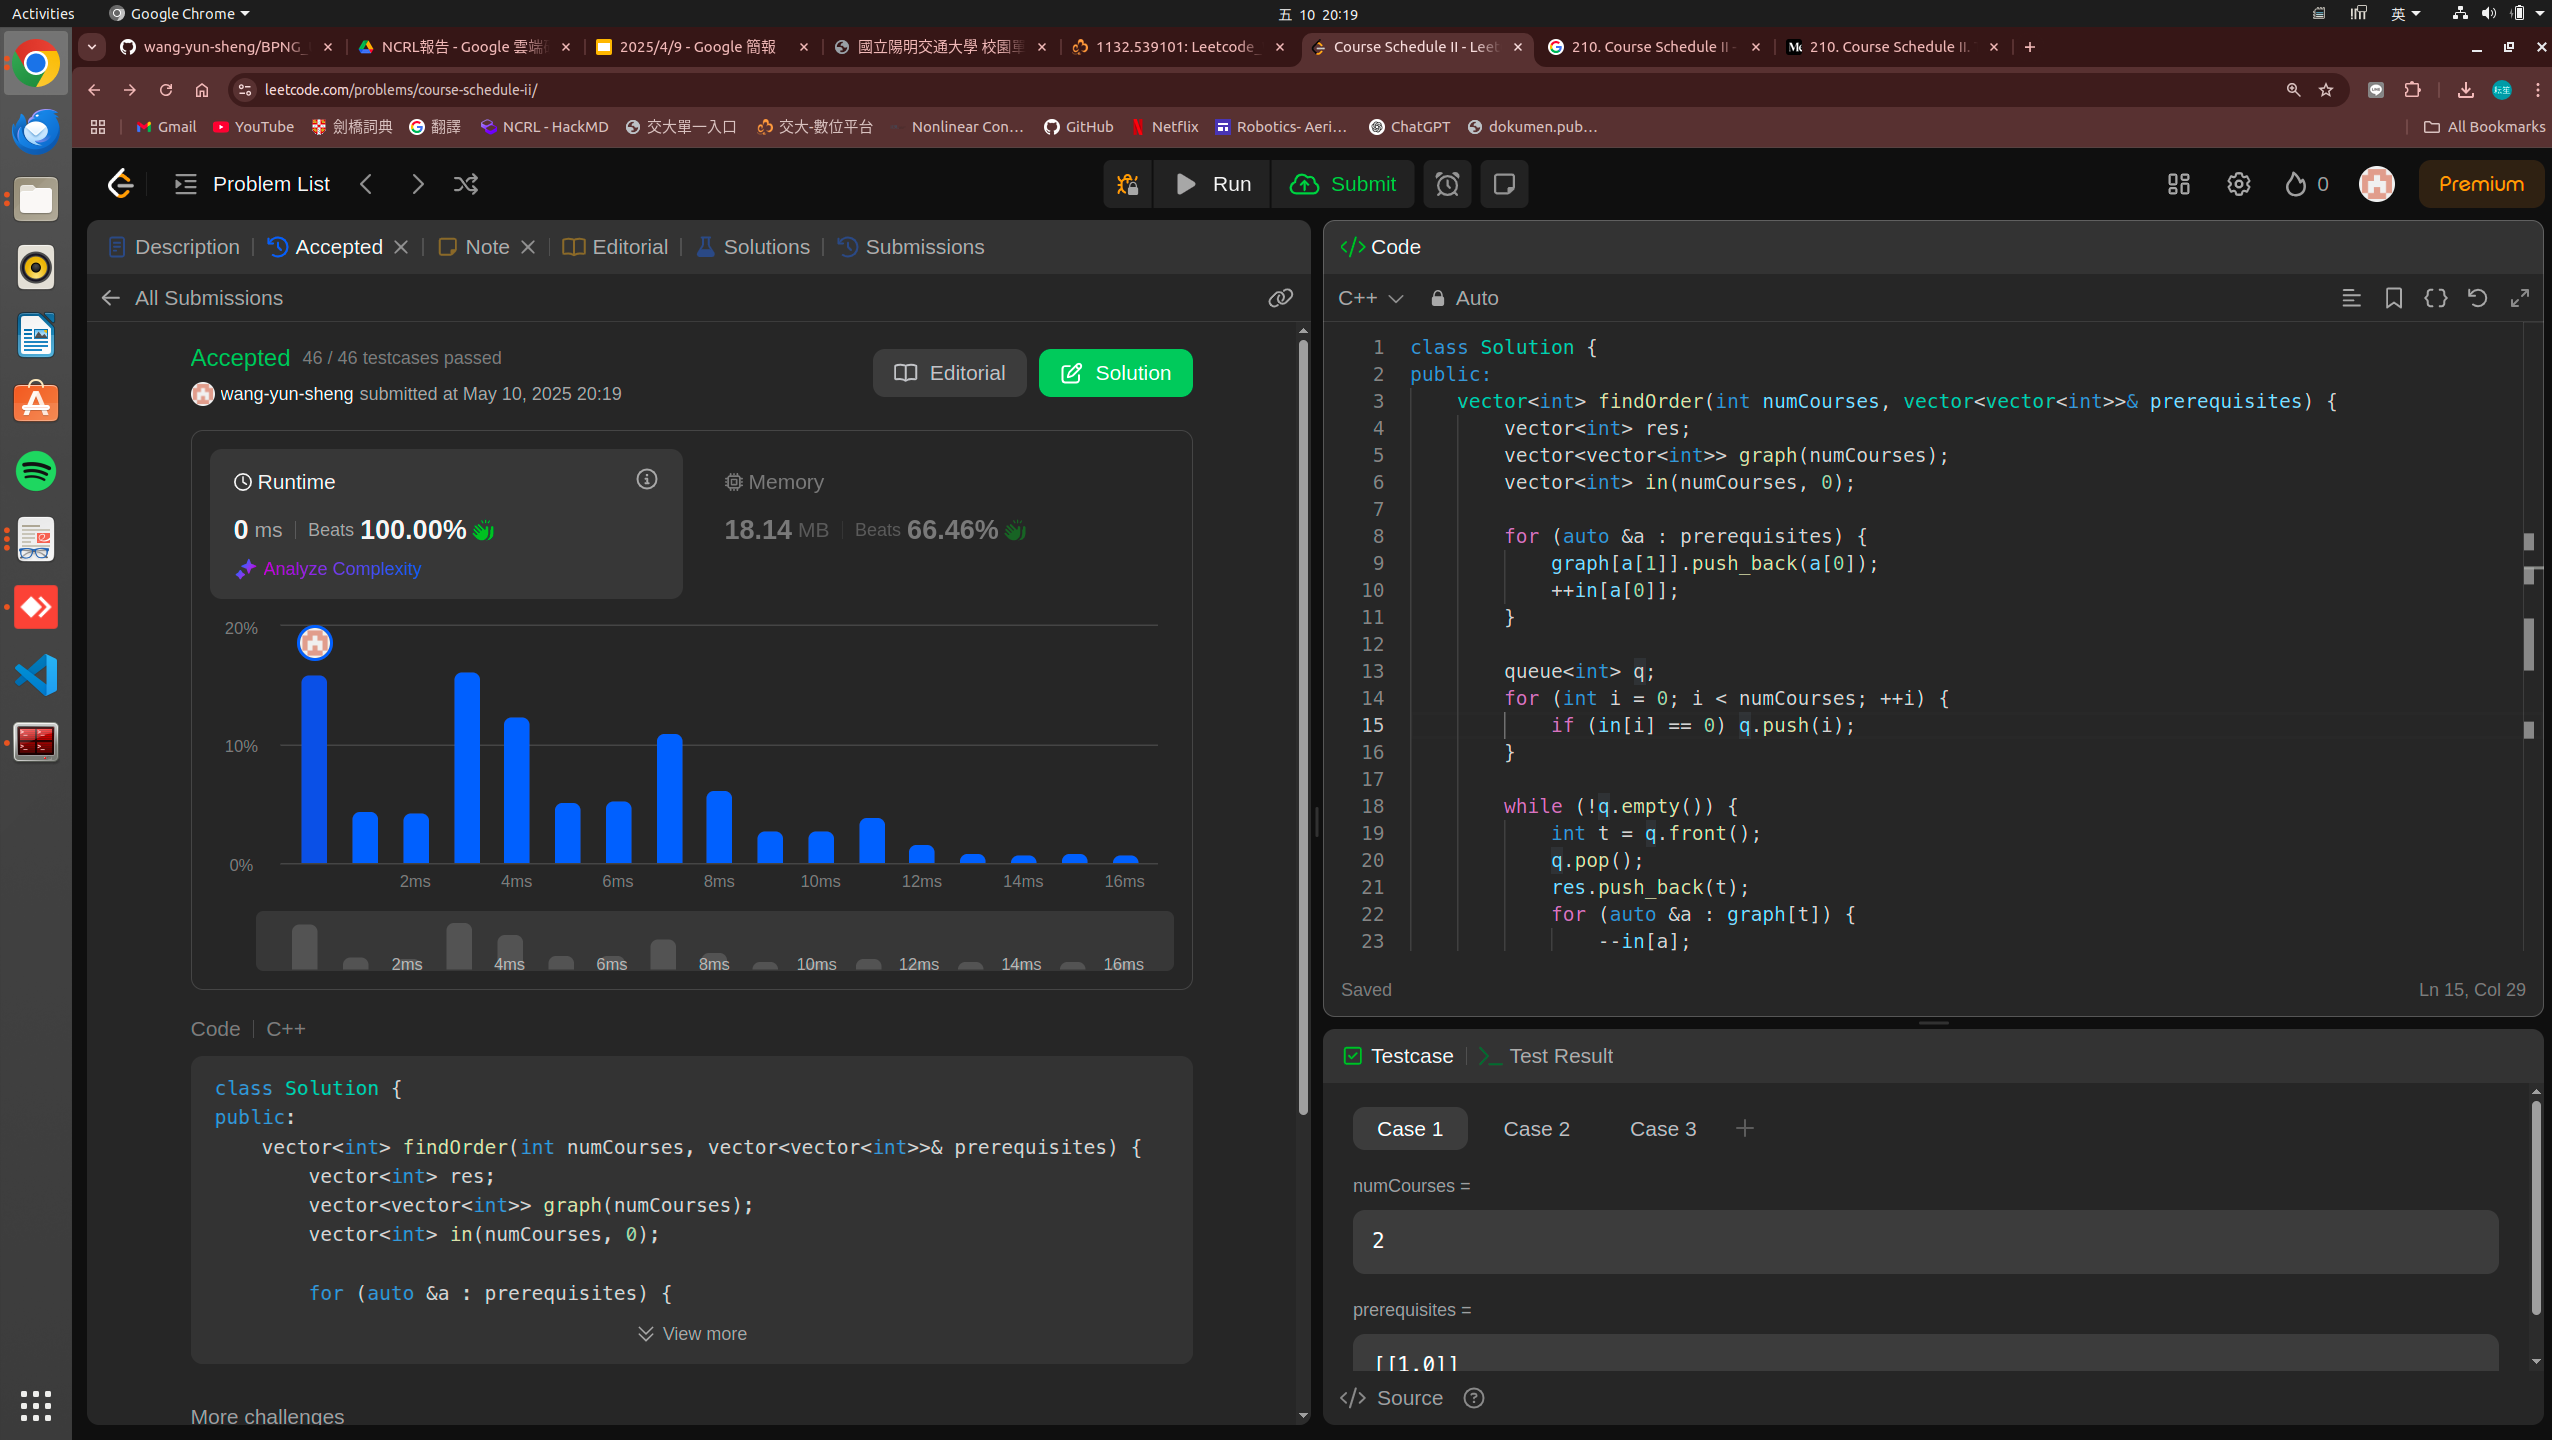 Activities
Google Chrome
五 10 20:19
英
wang-yun-sheng/BPNG_
NCRL報告 - Google 雲端
2025/4/9 - Google 簡報
國立陽明交通大學 校園單
1132.539101: Leetcode_
Course Schedule II - Leet
210. Course Schedule II -
210. Course Schedule II.
leetcode.com/problems/course-schedule-ii/
Gmail
YouTube
劍橋詞典
翻譯
NCRL - HackMD
交大單一入口
交大-數位平台
Nonlinear Con...
GitHub
Netflix
Robotics- Aeri...
ChatGPT
dokumen.pub...
All Bookmarks
Problem List
Run
Submit
0
Premium
Description
Accepted
Note
Editorial
Solutions
Submissions
All Submissions
Accepted 46 / 46 testcases passed
wang-yun-sheng submitted at May 10, 2025 20:19
Editorial
Solution
Runtime
0 ms Beats 100.00%
Analyze Complexity
Memory
18.14 MB Beats 66.46%
20%
10%
0%
2ms 4ms 6ms 8ms 10ms 12ms 14ms 16ms
2ms 4ms 6ms 8ms 10ms 12ms 14ms 16ms
Code C++
class Solution {
public:
    vector<int> findOrder(int numCourses, vector<vector<int>>& prerequisites) {
        vector<int> res;
        vector<vector<int>> graph(numCourses);
        vector<int> in(numCourses, 0);
        for (auto &a : prerequisites) {
View more
More challenges
Code
C++
Auto
1 class Solution {
2 public:
3     vector<int> findOrder(int numCourses, vector<vector<int>>& prerequisites) {
4         vector<int> res;
5         vector<vector<int>> graph(numCourses);
6         vector<int> in(numCourses, 0);
7
8         for (auto &a : prerequisites) {
9             graph[a[1]].push_back(a[0]);
10             ++in[a[0]];
11         }
12
13         queue<int> q;
14         for (int i = 0; i < numCourses; ++i) {
15             if (in[i] == 0) q.push(i);
16         }
17
18         while (!q.empty()) {
19             int t = q.front();
20             q.pop();
21             res.push_back(t);
22             for (auto &a : graph[t]) {
23                 --in[a];
Saved
Ln 15, Col 29
Testcase
Test Result
Case 1
Case 2
Case 3
numCourses =
2
prerequisites =
[[1,0]]
Source